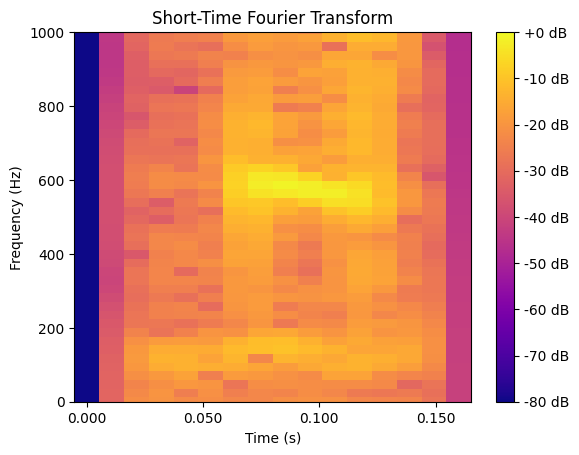 Short-Time Fourier Transform
1000
800
600
400
200
0
Frequency (Hz)
0.000
0.050
0.100
0.150
Time (s)
+0 dB
-10 dB
-20 dB
-30 dB
-40 dB
-50 dB
-60 dB
-70 dB
-80 dB